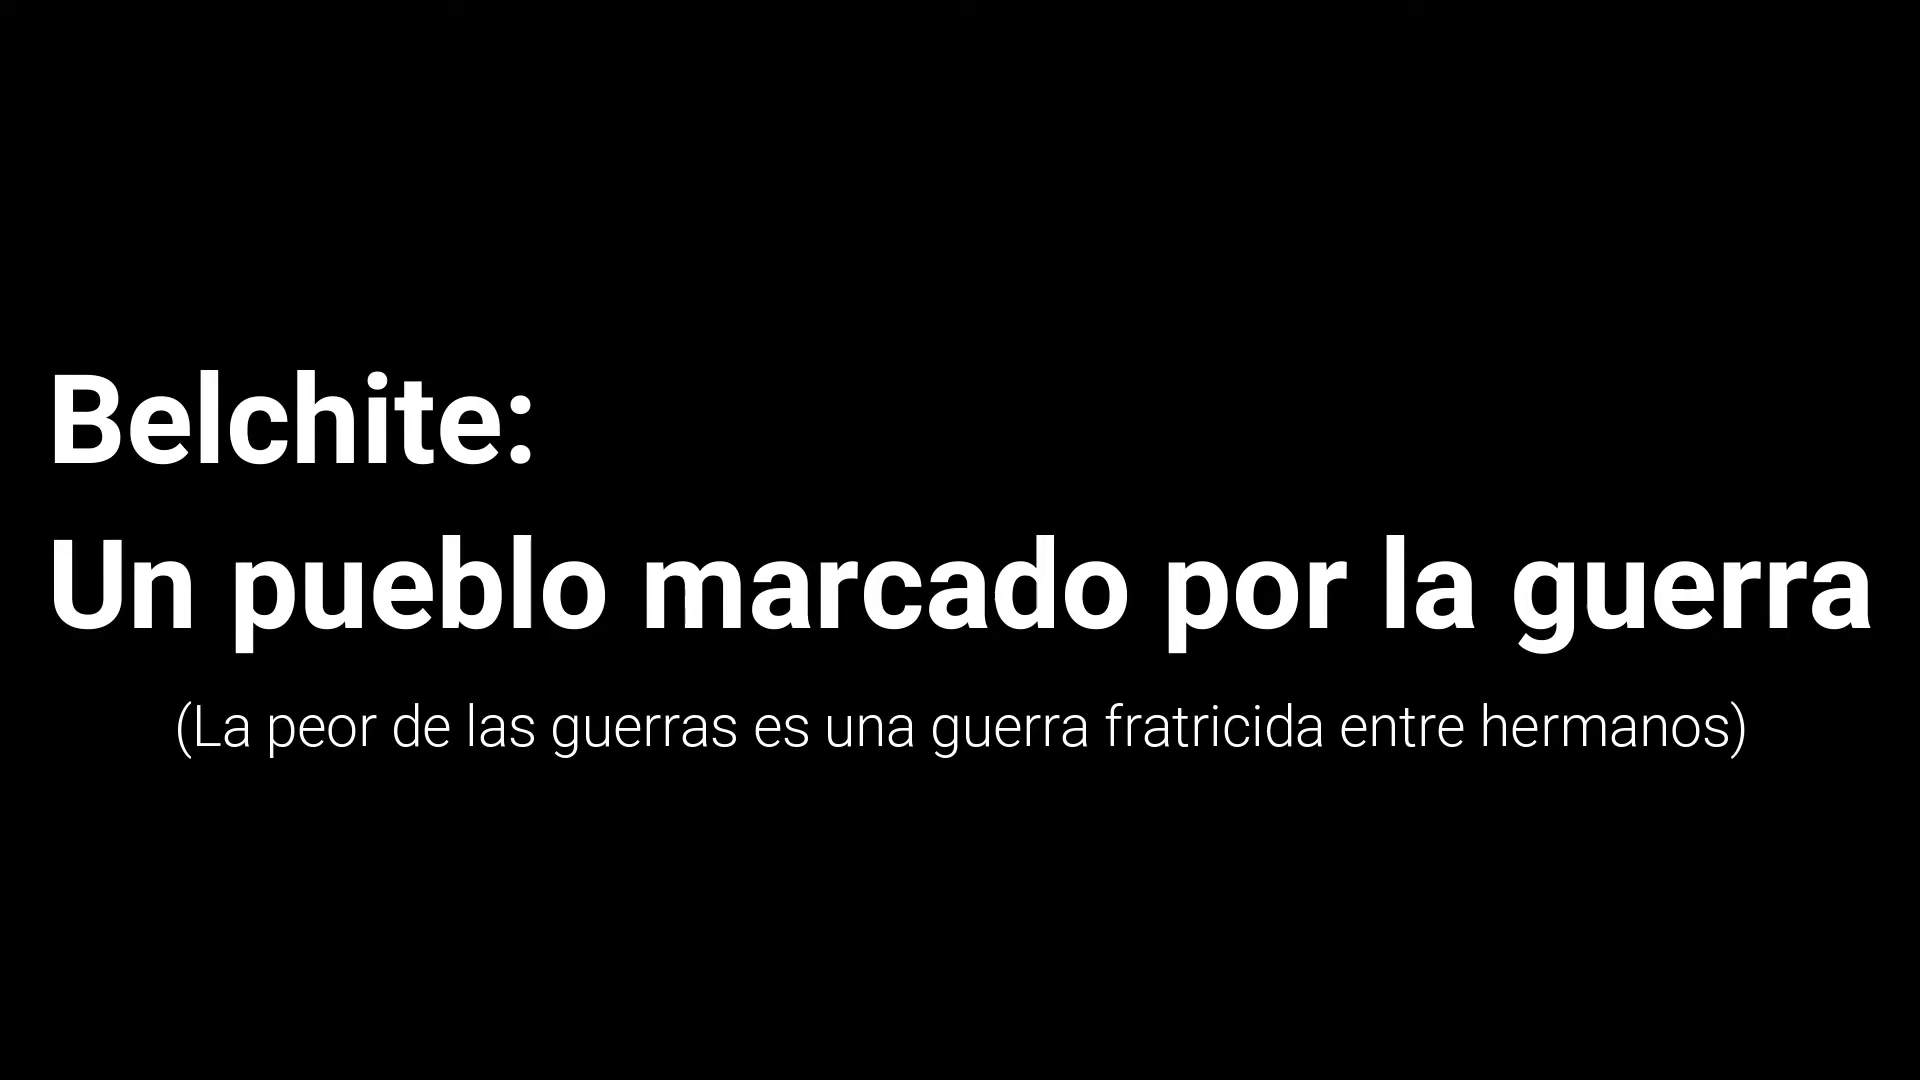 Belchite:
Un pueblo marcado por la guerra
(La peor de las guerras es una guerra fratricida entre hermanos)